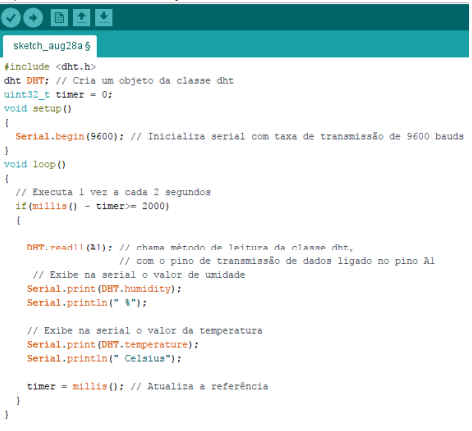 sketch_aug28a §
#include <dht.h>
dht DHT; // Cria um objeto da classe dht
uint32_t timer = 0;
void setup()
{
  Serial.begin(9600); // Inicializa serial com taxa de transmissão de 9600 bauds
}
void loop()
{
  // Executa 1 vez a cada 2 segundos
  if(millis() - timer>= 2000)
  {
    DHT.read11(A1); // chama método de leitura da classe dht,
                    // com o pino de transmissão de dados ligado no pino A1
     // Exibe na serial o valor de umidade
    Serial.print(DHT.humidity);
    Serial.println(" %");
    // Exibe na serial o valor da temperatura
    Serial.print(DHT.temperature);
    Serial.println(" Celsius");
    timer = millis(); // Atualiza a referência
  }
}